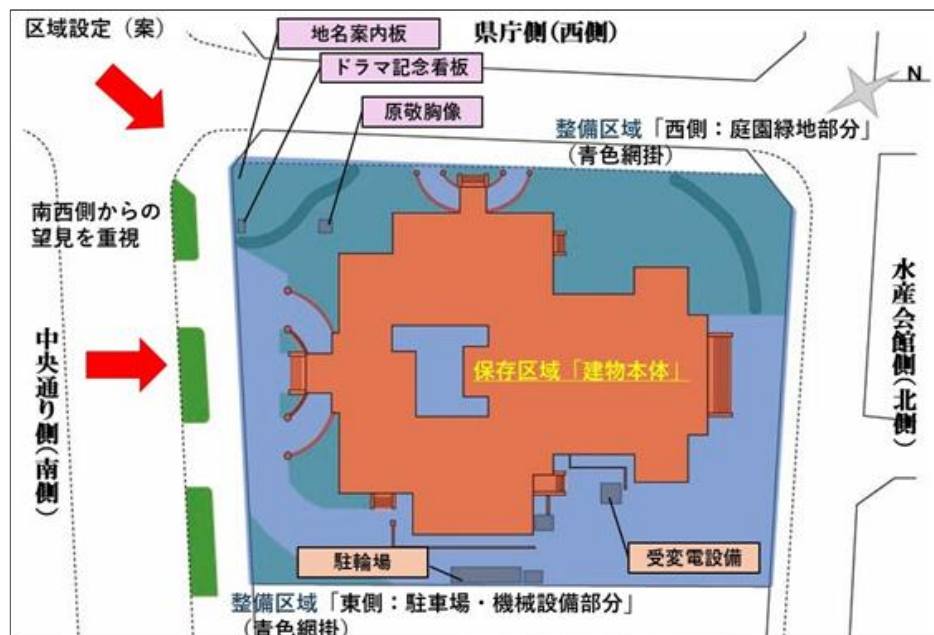 区域設定（案）
地名案内板
県庁側(西側)
ドラマ記念看板
N
原敬胸像
整備区域「西側：庭園緑地部分」
（青色網掛）
南西側からの
望見を重視
中央通り側(南側)
水産会館側(北側)
保存区域「建物本体」
駐輪場
受変電設備
整備区域「東側：駐車場・機械設備部分」
（青色網掛）